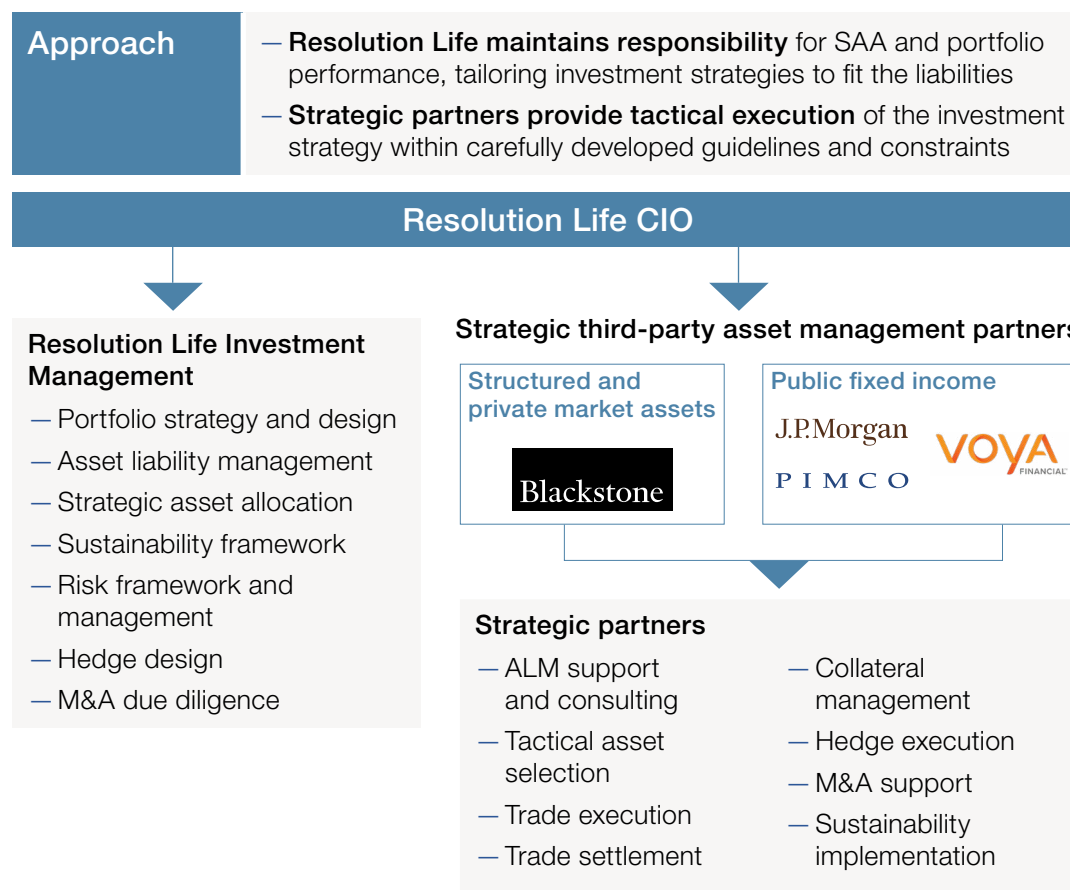 Approach
— Resolution Life maintains responsibility for SAA and portfolio
performance, tailoring investment strategies to fit the liabilities
— Strategic partners provide tactical execution of the investment
strategy within carefully developed guidelines and constraints
Resolution Life CIO
Resolution Life Investment
Management
— Portfolio strategy and design
— Asset liability management
— Strategic asset allocation
— Sustainability framework
— Risk framework and
management
— Hedge design
— M&A due diligence
Strategic third-party asset management partners
Structured and
private market assets
Blackstone
Public fixed income
J.P.Morgan
PIMCO
VOYA
FINANCIAL
Strategic partners
— ALM support
and consulting
— Tactical asset
selection
— Trade execution
— Trade settlement
— Collateral
management
— Hedge execution
— M&A support
— Sustainability
implementation